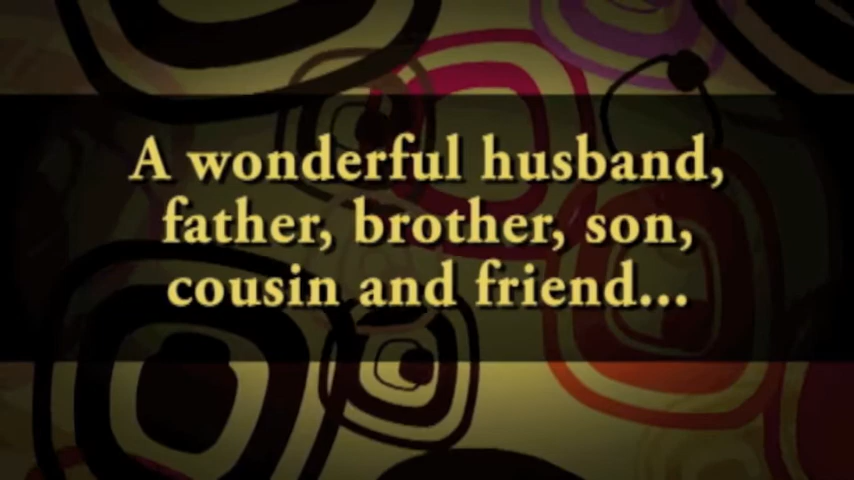 A wonderful husband,
father, brother, son,
cousin and friend...